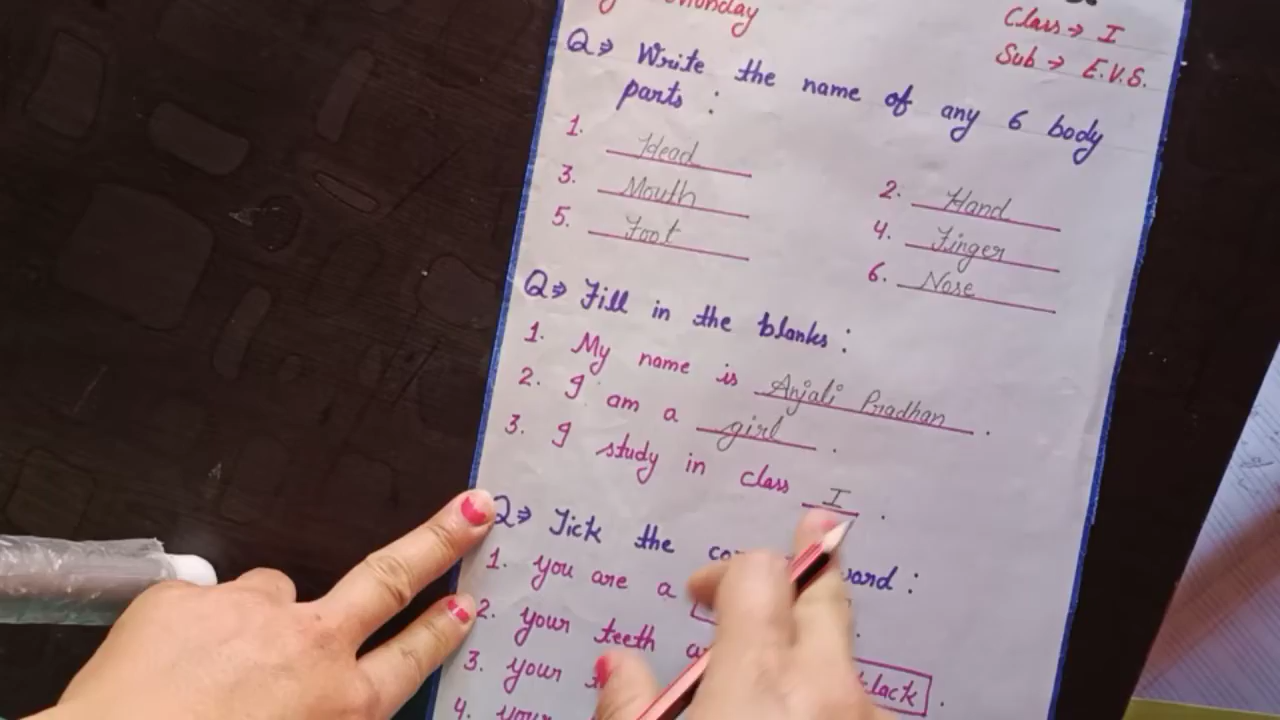 Monday
Class → I
Sub → E.V.S.
Q⇒ Write the name of any 6 body
parts :
1. Head
2. Hand
3. Mouth
4. Finger
5. Foot
6. Nose
Q⇒ Fill in the blanks :
1. My name is Anjali Pradhan .
2. I am a girl .
3. I study in class I .
Q⇒ Tick the word :
1. you are a
2. your teeth black .
3. your
4. your